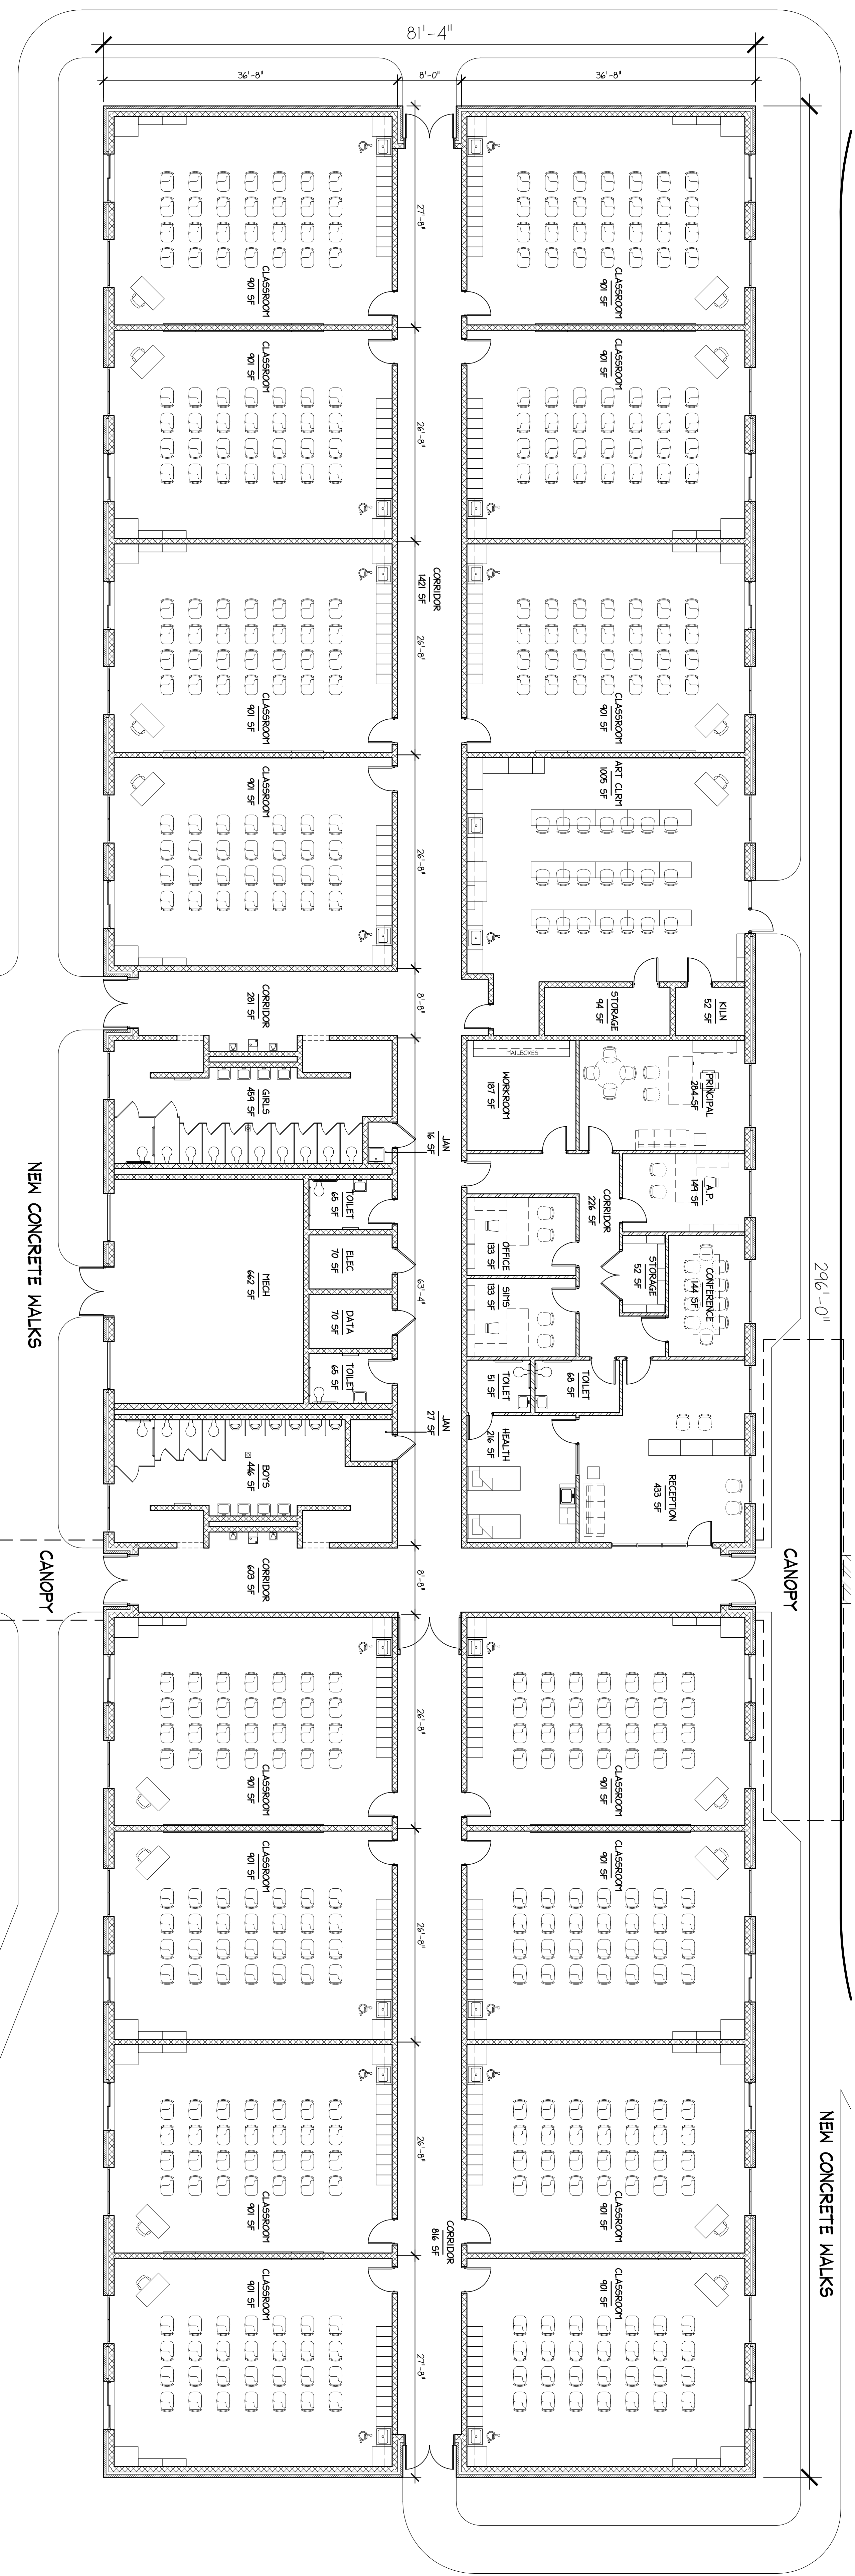 81'-4"
36'-8"
8'-0"
36'-8"
296'-0"
27'-8"
CLASSROOM
901 SF
CLASSROOM
901 SF
CLASSROOM
901 SF
CLASSROOM
901 SF
26'-8"
CORRIDOR
1421 SF
26'-8"
CLASSROOM
901 SF
CLASSROOM
901 SF
CLASSROOM
901 SF
ART CLRM
1005 SF
26'-8"
8'-8"
CORRIDOR
281 SF
STORAGE
94 SF
KILN
52 SF
GIRLS
459 SF
JAN
16 SF
MAILBOXES
WORKROOM
187 SF
PRINCIPAL
284 SF
A.P.
149 SF
NEW CONCRETE WALKS
TOILET
65 SF
ELEC
70 SF
MECH
662 SF
DATA
70 SF
TOILET
65 SF
63'-4"
CORRIDOR
226 SF
OFFICE
133 SF
SIMS
133 SF
STORAGE
52 SF
CONFERENCE
144 SF
JAN
27 SF
TOILET
51 SF
TOILET
68 SF
BOYS
446 SF
HEALTH
216 SF
RECEPTION
433 SF
CANOPY
CANOPY
CORRIDOR
603 SF
8'-8"
26'-8"
CLASSROOM
901 SF
CLASSROOM
901 SF
CLASSROOM
901 SF
CLASSROOM
901 SF
26'-8"
26'-8"
NEW CONCRETE WALKS
CLASSROOM
901 SF
CLASSROOM
901 SF
CORRIDOR
816 SF
CLASSROOM
901 SF
CLASSROOM
901 SF
27'-8"